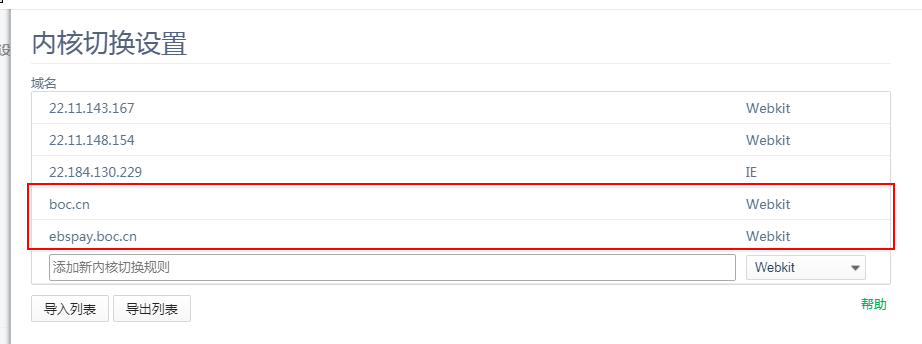 设
内核切换设置
域名
22.11.143.167 Webkit
22.11.148.154 Webkit
22.184.130.229 IE
boc.cn Webkit
ebspay.boc.cn Webkit
添加新内核切换规则 Webkit
导入列表 导出列表 帮助